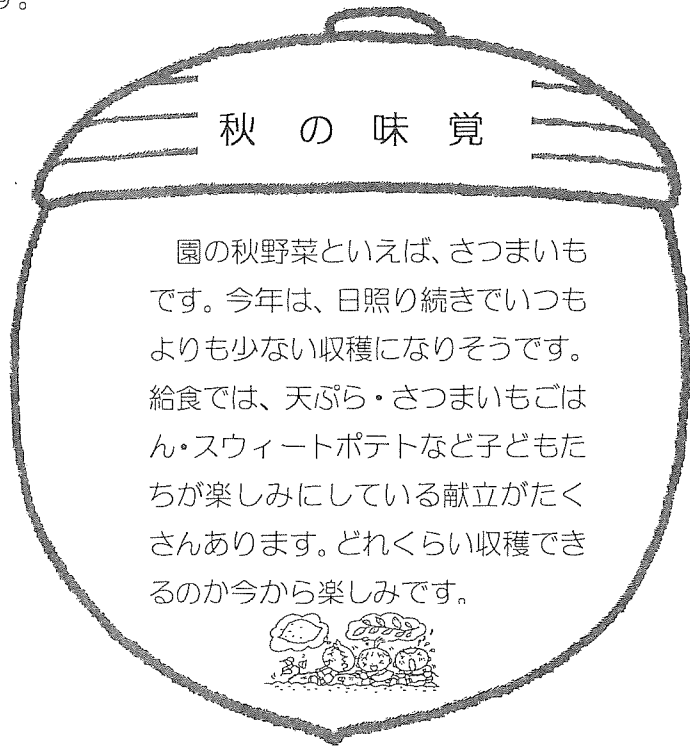 す。
秋の味覚
園の秋野菜といえば、さつまいも
です。今年は、日照り続きでいつも
よりも少ない収穫になりそうです。
給食では、天ぷら・さつまいもごは
ん・スウィートポテトなど子どもた
ちが楽しみにしている献立がたく
さんあります。どれくらい収穫でき
るのか今から楽しみです。